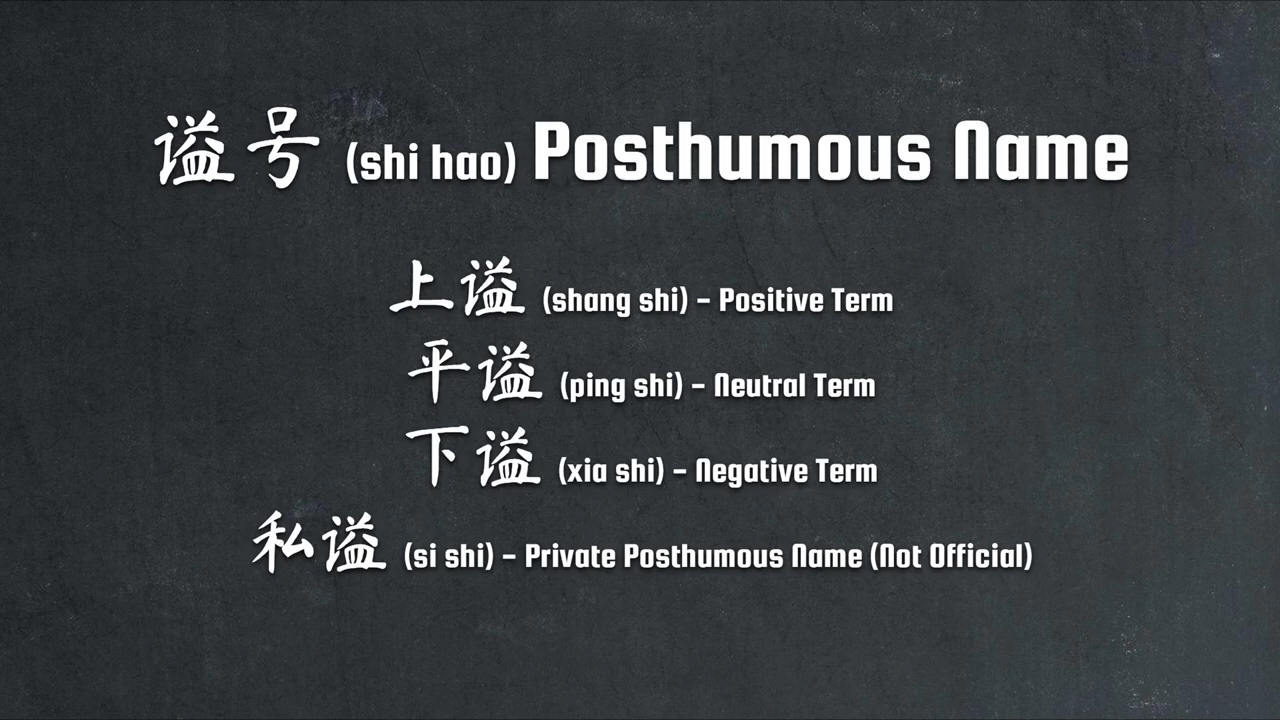 谥号 (shi hao) Posthumous Name
上谥 (shang shi) - Positive Term
平谥 (ping shi) - Neutral Term
下谥 (xia shi) - Negative Term
私谥 (si shi) - Private Posthumous Name (Not Official)